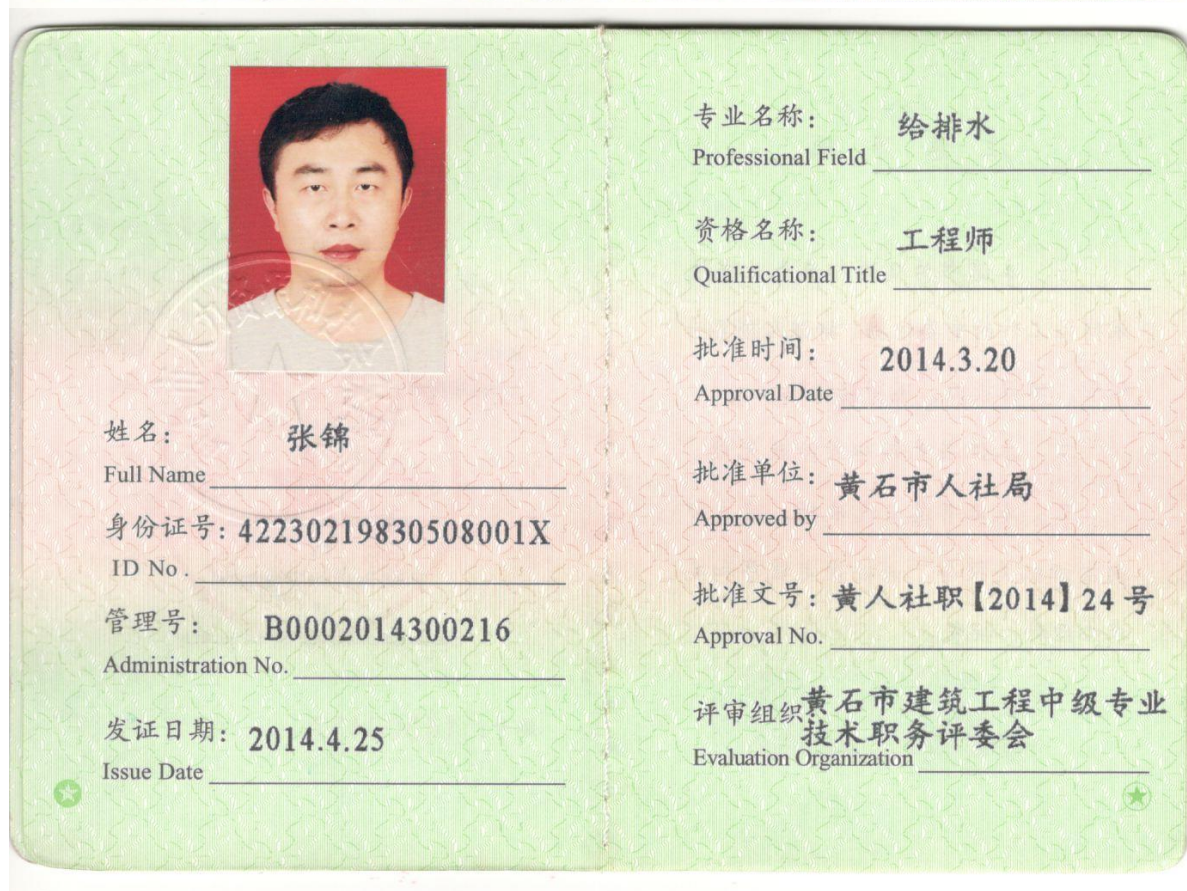 姓名: 张锦
Full Name
身份证号: 42230219830508001X
ID No.
管理号: B0002014300216
Administration No.
发证日期: 2014.4.25
Issue Date
专业名称: 给排水
Professional Field
资格名称: 工程师
Qualificational Title
批准时间: 2014.3.20
Approval Date
批准单位: 黄石市人社局
Approved by
批准文号: 黄人社职【2014】24号
Approval No.
评审组织 黄石市建筑工程中级专业
技术职务评委会
Evaluation Organization